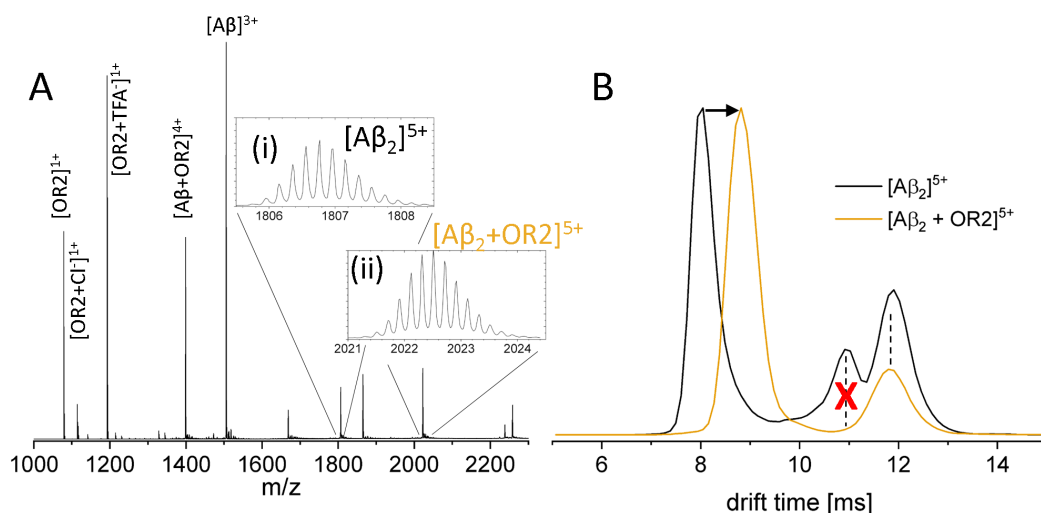 A
[Aβ]³⁺
[OR2]¹⁺
[OR2+Cl⁻]¹⁺
[OR2+TFA⁻]¹⁺
[Aβ+OR2]⁴⁺
(i)
[Aβ₂]⁵⁺
1806 1807 1808
[Aβ₂+OR2]⁵⁺
(ii)
2021 2022 2023 2024
1000 1200 1400 1600 1800 2000 2200
m/z
B
[Aβ₂]⁵⁺
[Aβ₂ + OR2]⁵⁺
X
6 8 10 12 14
drift time [ms]